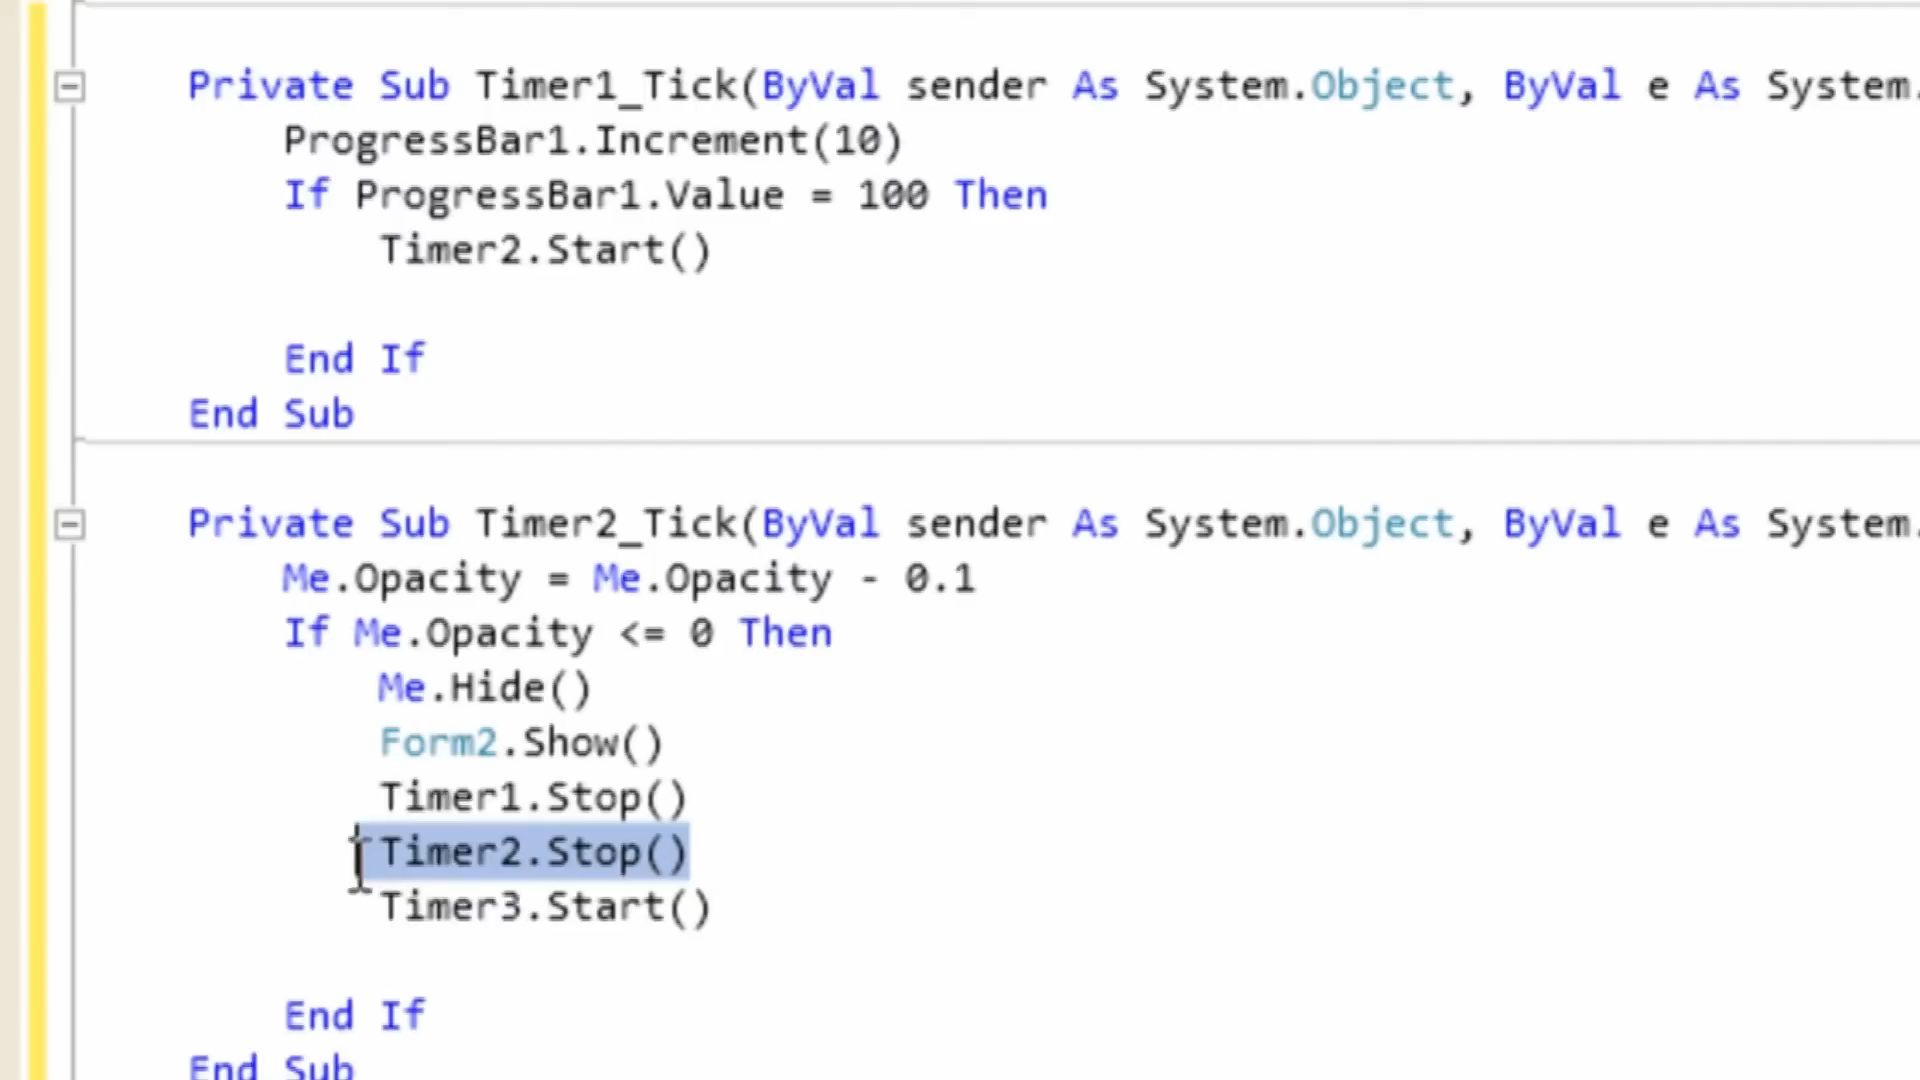 Private Sub Timer1_Tick(ByVal sender As System.Object, ByVal e As System.
ProgressBar1.Increment(10)
If ProgressBar1.Value = 100 Then
Timer2.Start()
End If
End Sub
Private Sub Timer2_Tick(ByVal sender As System.Object, ByVal e As System.
Me.Opacity = Me.Opacity - 0.1
If Me.Opacity <= 0 Then
Me.Hide()
Form2.Show()
Timer1.Stop()
Timer2.Stop()
Timer3.Start()
End If
End Sub